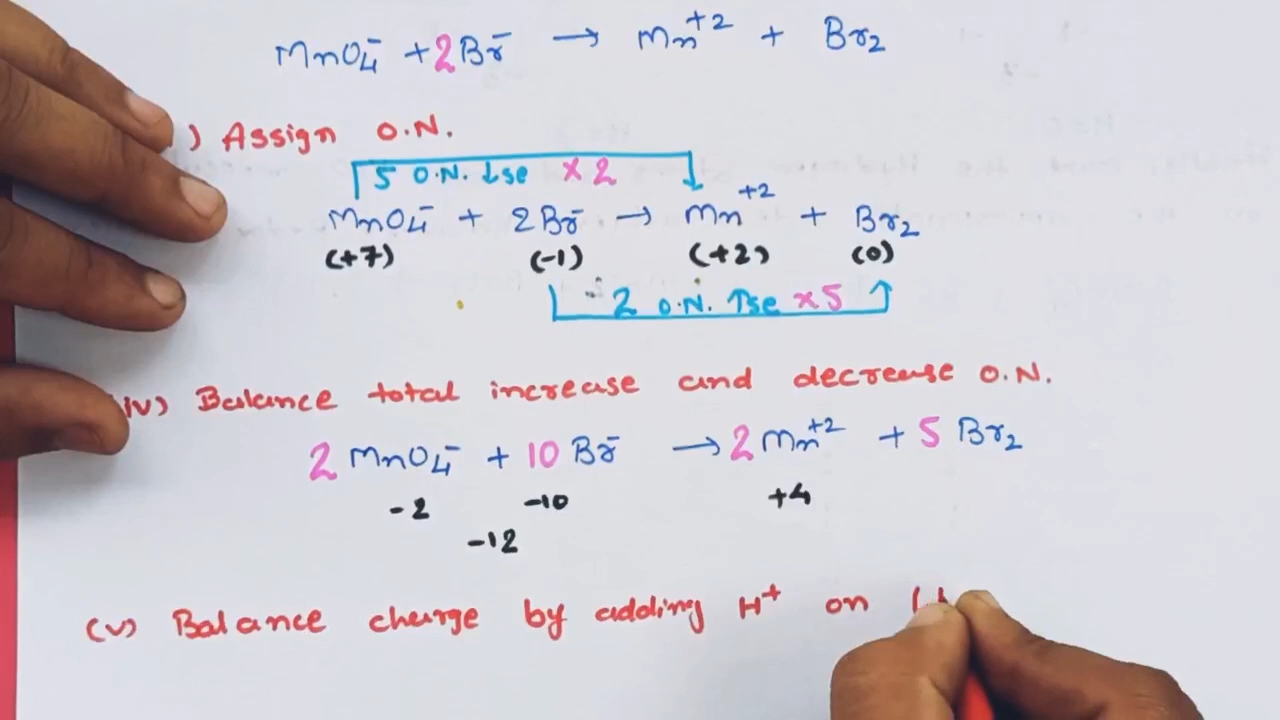 MnO₄⁻ + 2Br⁻ → Mn⁺² + Br₂
) Assign O.N.
5 O.N. ↓se × 2
MnO₄⁻ + 2Br⁻ → Mn⁺² + Br₂
(+7) (-1) (+2) (0)
2 O.N. ↑se ×5
iv) Balance total increase and decrease O.N.
2 MnO₄⁻ + 10 Br⁻ → 2 Mn⁺² + 5 Br₂
-2 -10 +4
-12
(v) Balance charge by adding H⁺ on